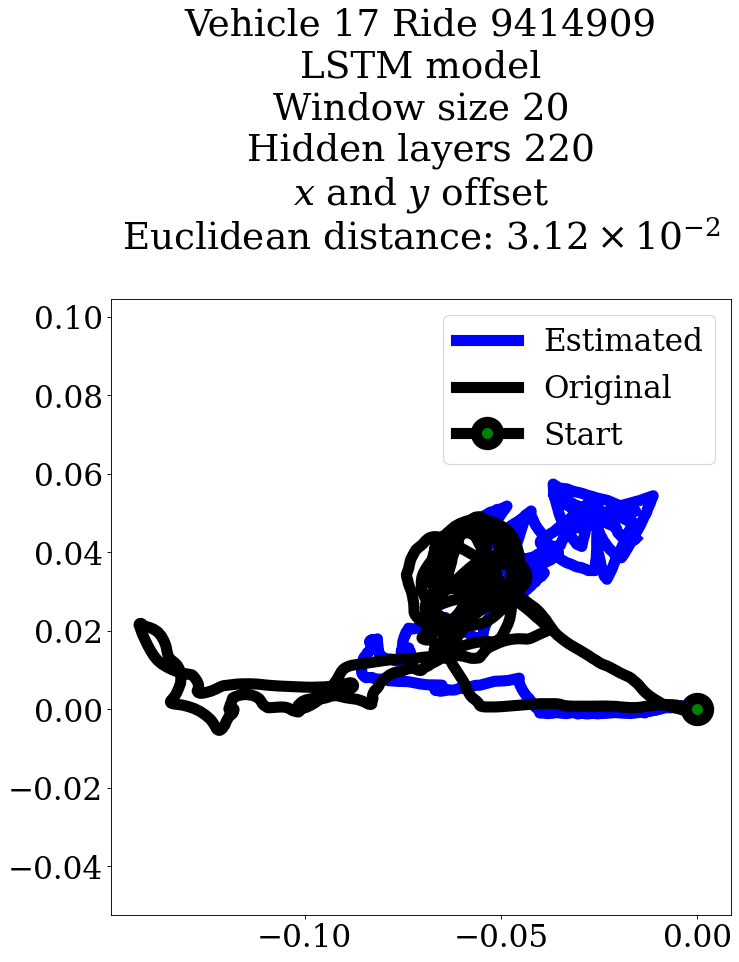 Vehicle 17 Ride 9414909
LSTM model
Window size 20
Hidden layers 220
x and y offset
Euclidean distance: 3.12 × 10⁻²
Estimated
Original
Start
0.10
0.08
0.06
0.04
0.02
0.00
−0.02
−0.04
−0.10 −0.05 0.00